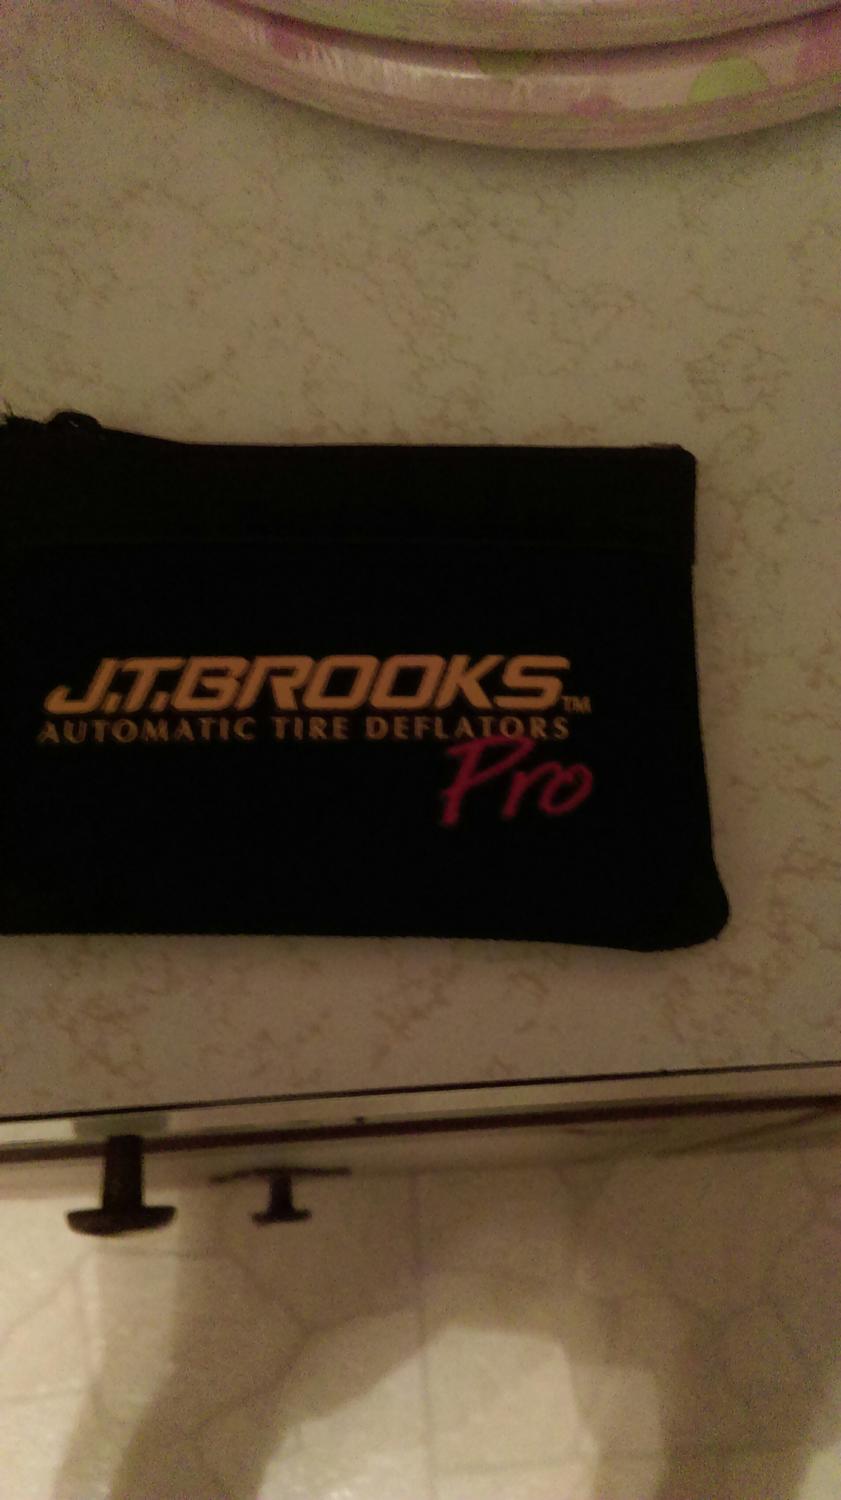 J.T.BROOKS™
AUTOMATIC TIRE DEFLATORS
Pro